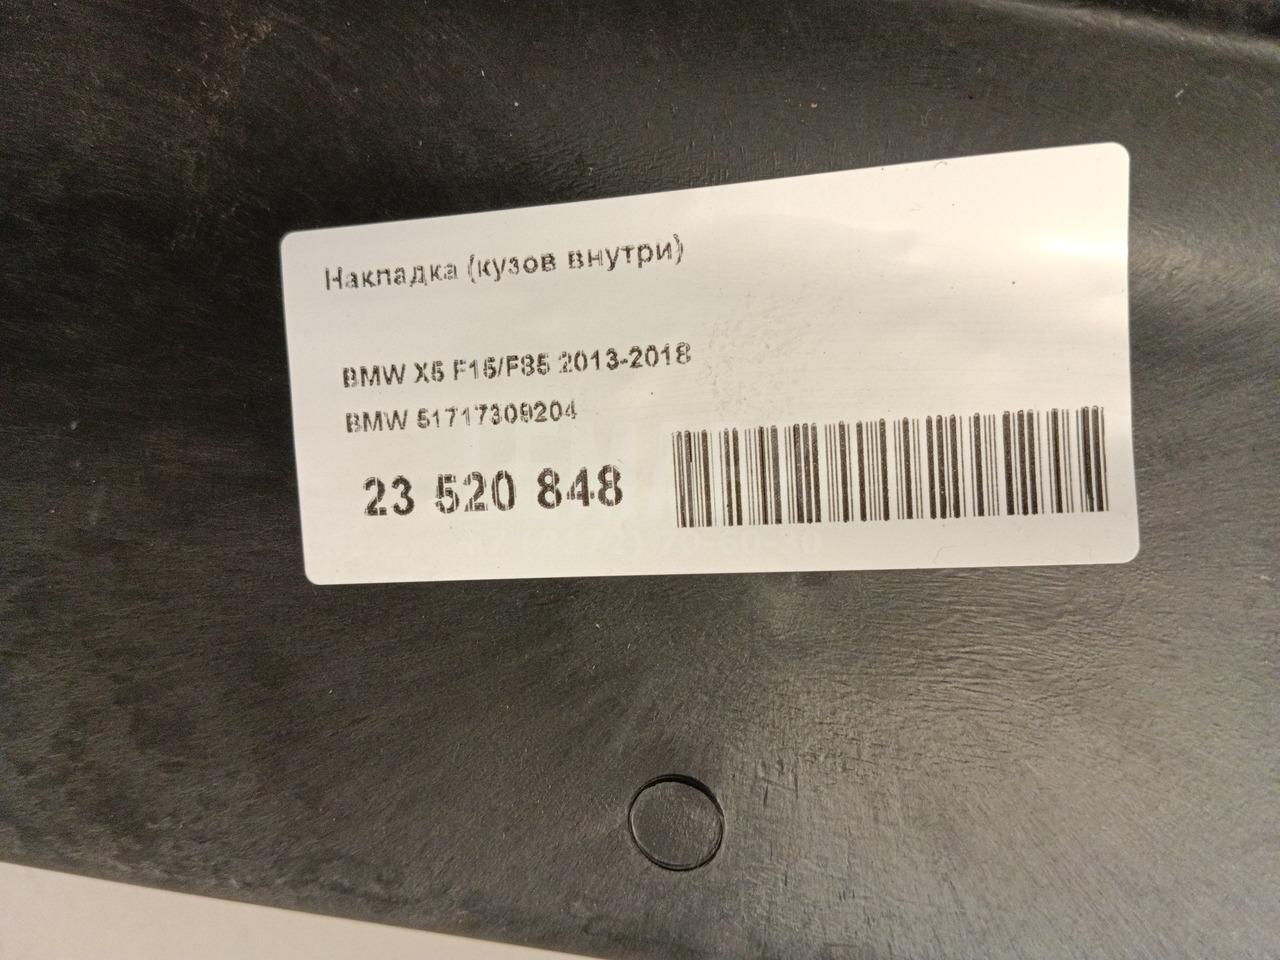 Накладка (кузов внутри)
BMW X5 F15/F85 2013-2018
BMW 51717309204
23 520 848